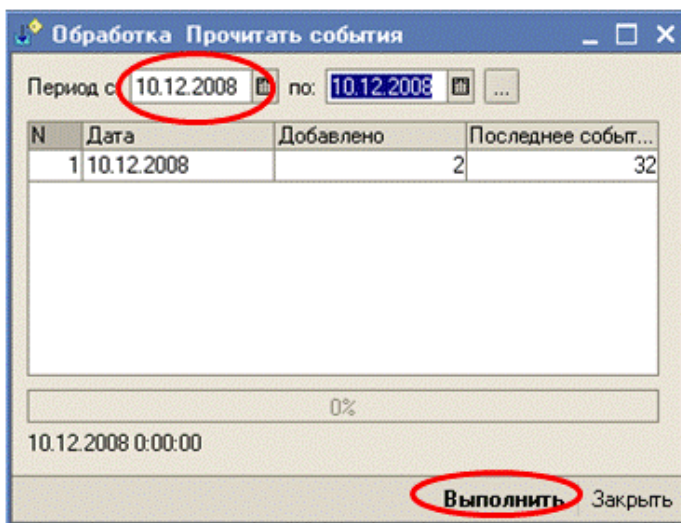 Обработка Прочитать события
Период с 10.12.2008 по: 10.12.2008 ...
N Дата Добавлено Последнее событ...
1 10.12.2008 2 32
0%
10.12.2008 0:00:00
Выполнить Закрыть